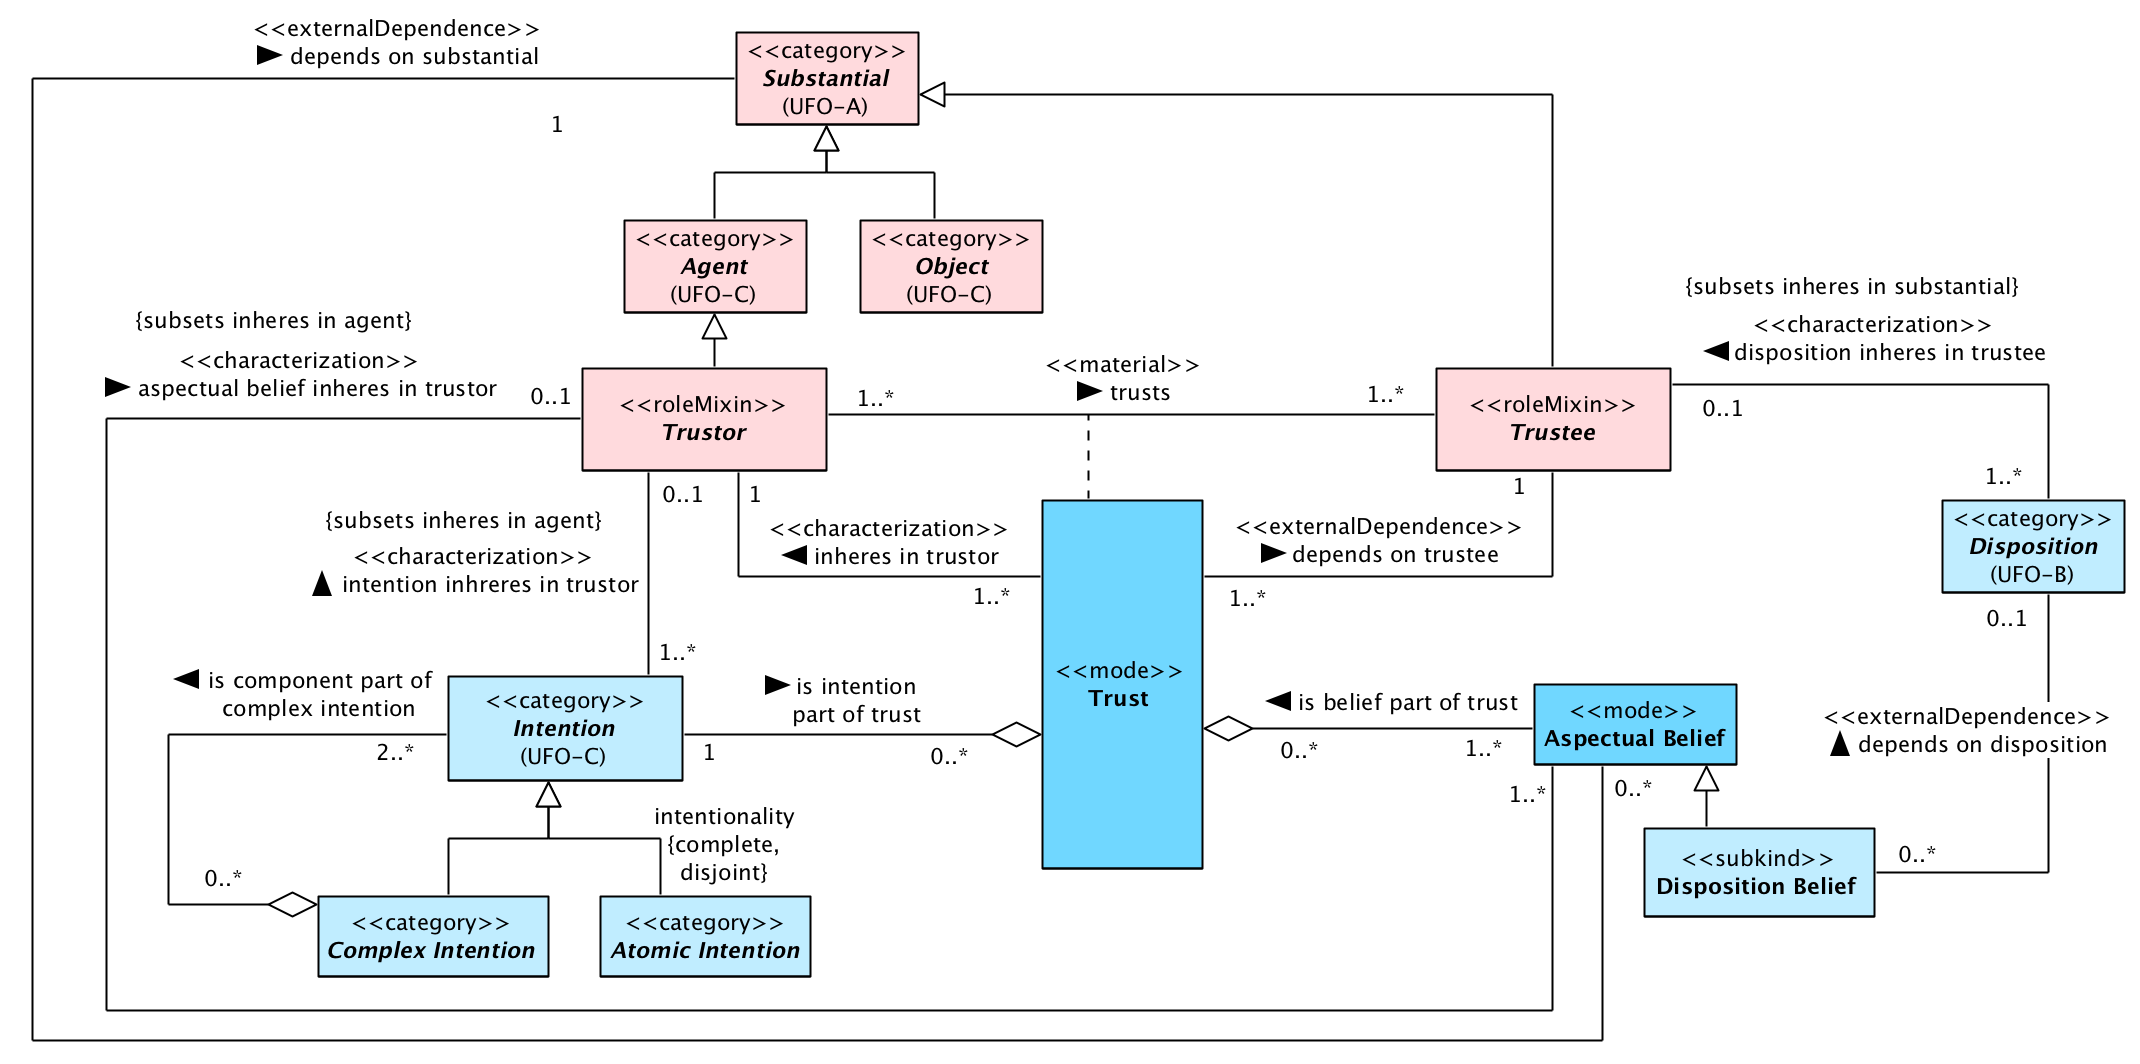 <<externalDependence>>
depends on substantial
1
<<category>>
Substantial
(UFO-A)
<<category>>
Agent
(UFO-C)
<<category>>
Object
(UFO-C)
{subsets inheres in agent}
<<characterization>>
aspectual belief inheres in trustor
0..1
<<roleMixin>>
Trustor
1..*
<<material>>
trusts
1..*
<<roleMixin>>
Trustee
{subsets inheres in substantial}
<<characterization>>
disposition inheres in trustee
0..1
1..*
<<category>>
Disposition
(UFO-B)
0..1
{subsets inheres in agent}
<<characterization>>
intention inhreres in trustor
0..1
1..*
1
<<characterization>>
inheres in trustor
1..*
1
<<externalDependence>>
depends on trustee
1..*
<<mode>>
Trust
is component part of
complex intention
2..*
0..*
<<category>>
Intention
(UFO-C)
is intention
part of trust
1
0..*
is belief part of trust
0..*
1..*
<<mode>>
Aspectual Belief
1..*
0..*
<<externalDependence>>
depends on disposition
0..*
<<subkind>>
Disposition Belief
intentionality
{complete,
disjoint}
<<category>>
Complex Intention
<<category>>
Atomic Intention